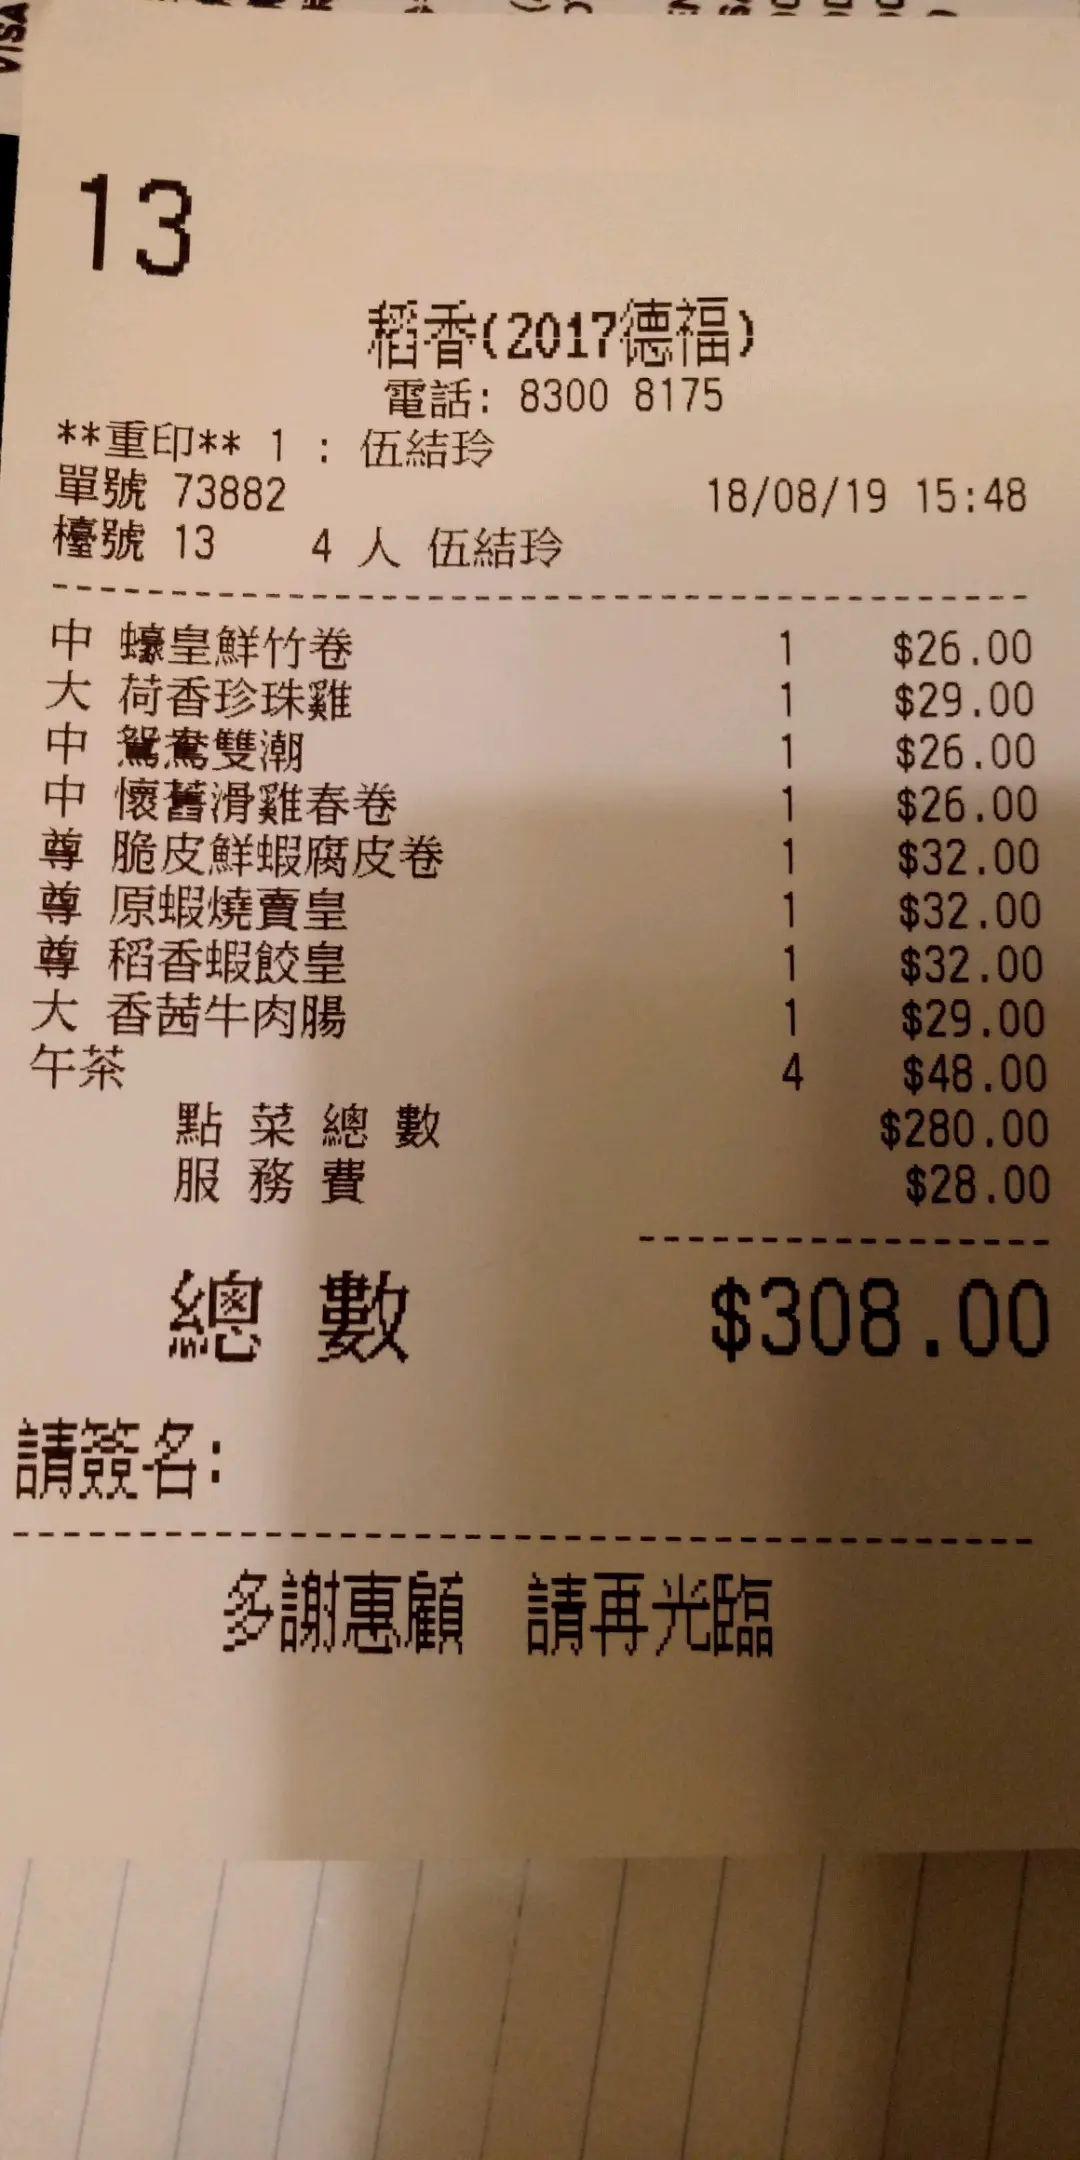 VISA
13
稻香(2017德福)
電話: 8300 8175
**重印** 1 : 伍結玲
單號 73882 18/08/19 15:48
檯號 13 4 人 伍結玲
中 蠔皇鮮竹卷 1 $26.00
大 荷香珍珠雞 1 $29.00
中 鴛鴦雙潮 1 $26.00
中 懷舊滑雞春卷 1 $26.00
尊 脆皮鮮蝦腐皮卷 1 $32.00
尊 原蝦燒賣皇 1 $32.00
尊 稻香蝦餃皇 1 $32.00
大 香茜牛肉腸 1 $29.00
午茶 4 $48.00
點 菜 總 數 $280.00
服 務 費 $28.00
總 數 $308.00
請簽名:
多謝惠顧 請再光臨